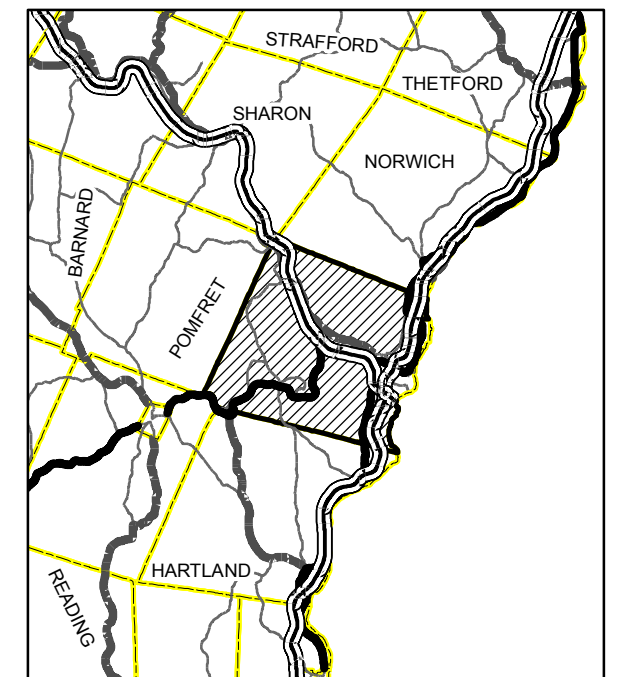 STRAFFORD
THETFORD
SHARON
NORWICH
BARNARD
POMFRET
HARTLAND
READING